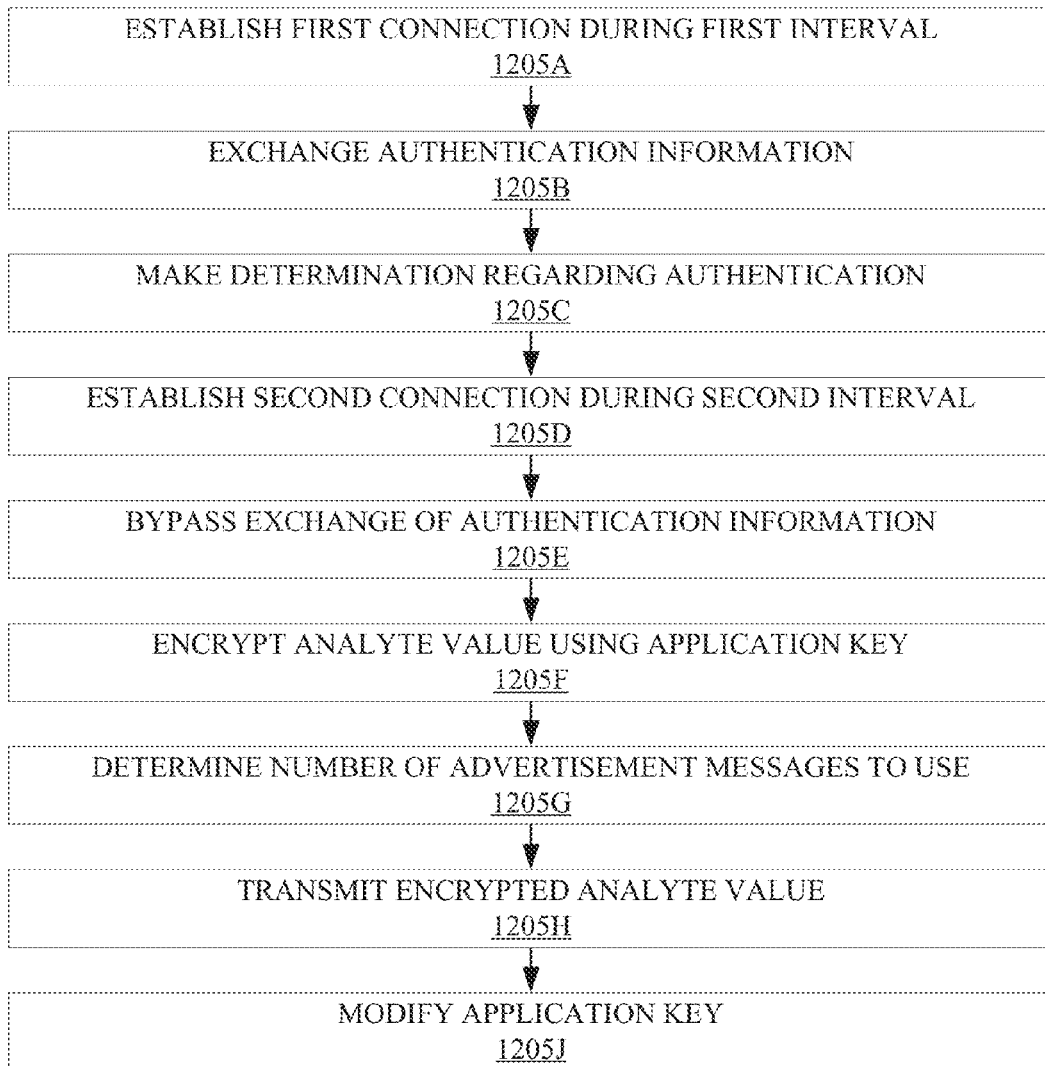 ESTABLISH FIRST CONNECTION DURING FIRST INTERVAL
1205A
EXCHANGE AUTHENTICATION INFORMATION
1205B
MAKE DETERMINATION REGARDING AUTHENTICATION
1205C
ESTABLISH SECOND CONNECTION DURING SECOND INTERVAL
1205D
BYPASS EXCHANGE OF AUTHENTICATION INFORMATION
1205E
ENCRYPT ANALYTE VALUE USING APPLICATION KEY
1205F
DETERMINE NUMBER OF ADVERTISEMENT MESSAGES TO USE
1205G
TRANSMIT ENCRYPTED ANALYTE VALUE
1205H
MODIFY APPLICATION KEY
1205J